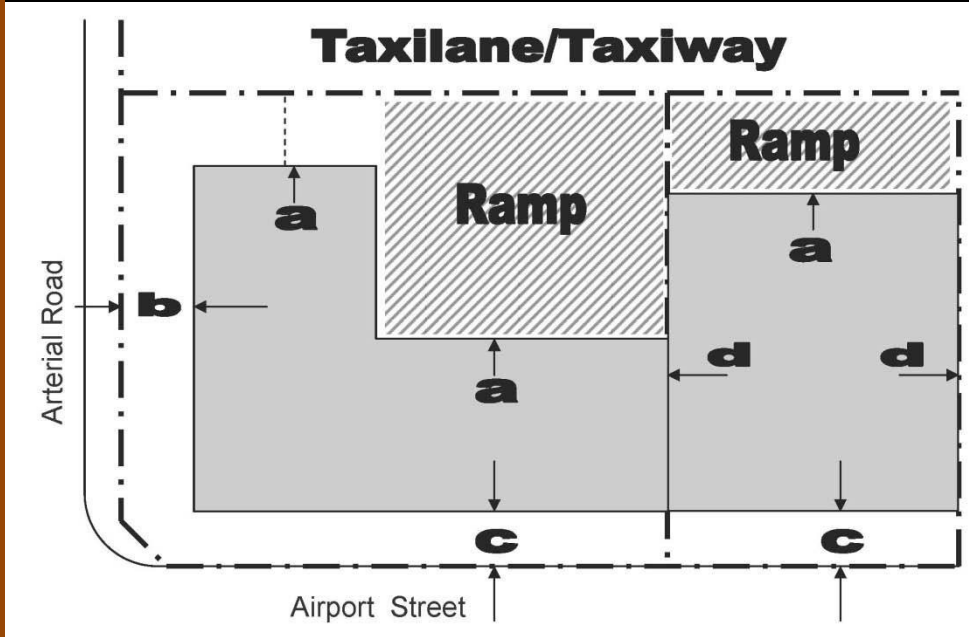 Taxilane/Taxiway
Ramp
Ramp
a
a
b
Arterial Road
d
d
a
c
c
Airport Street